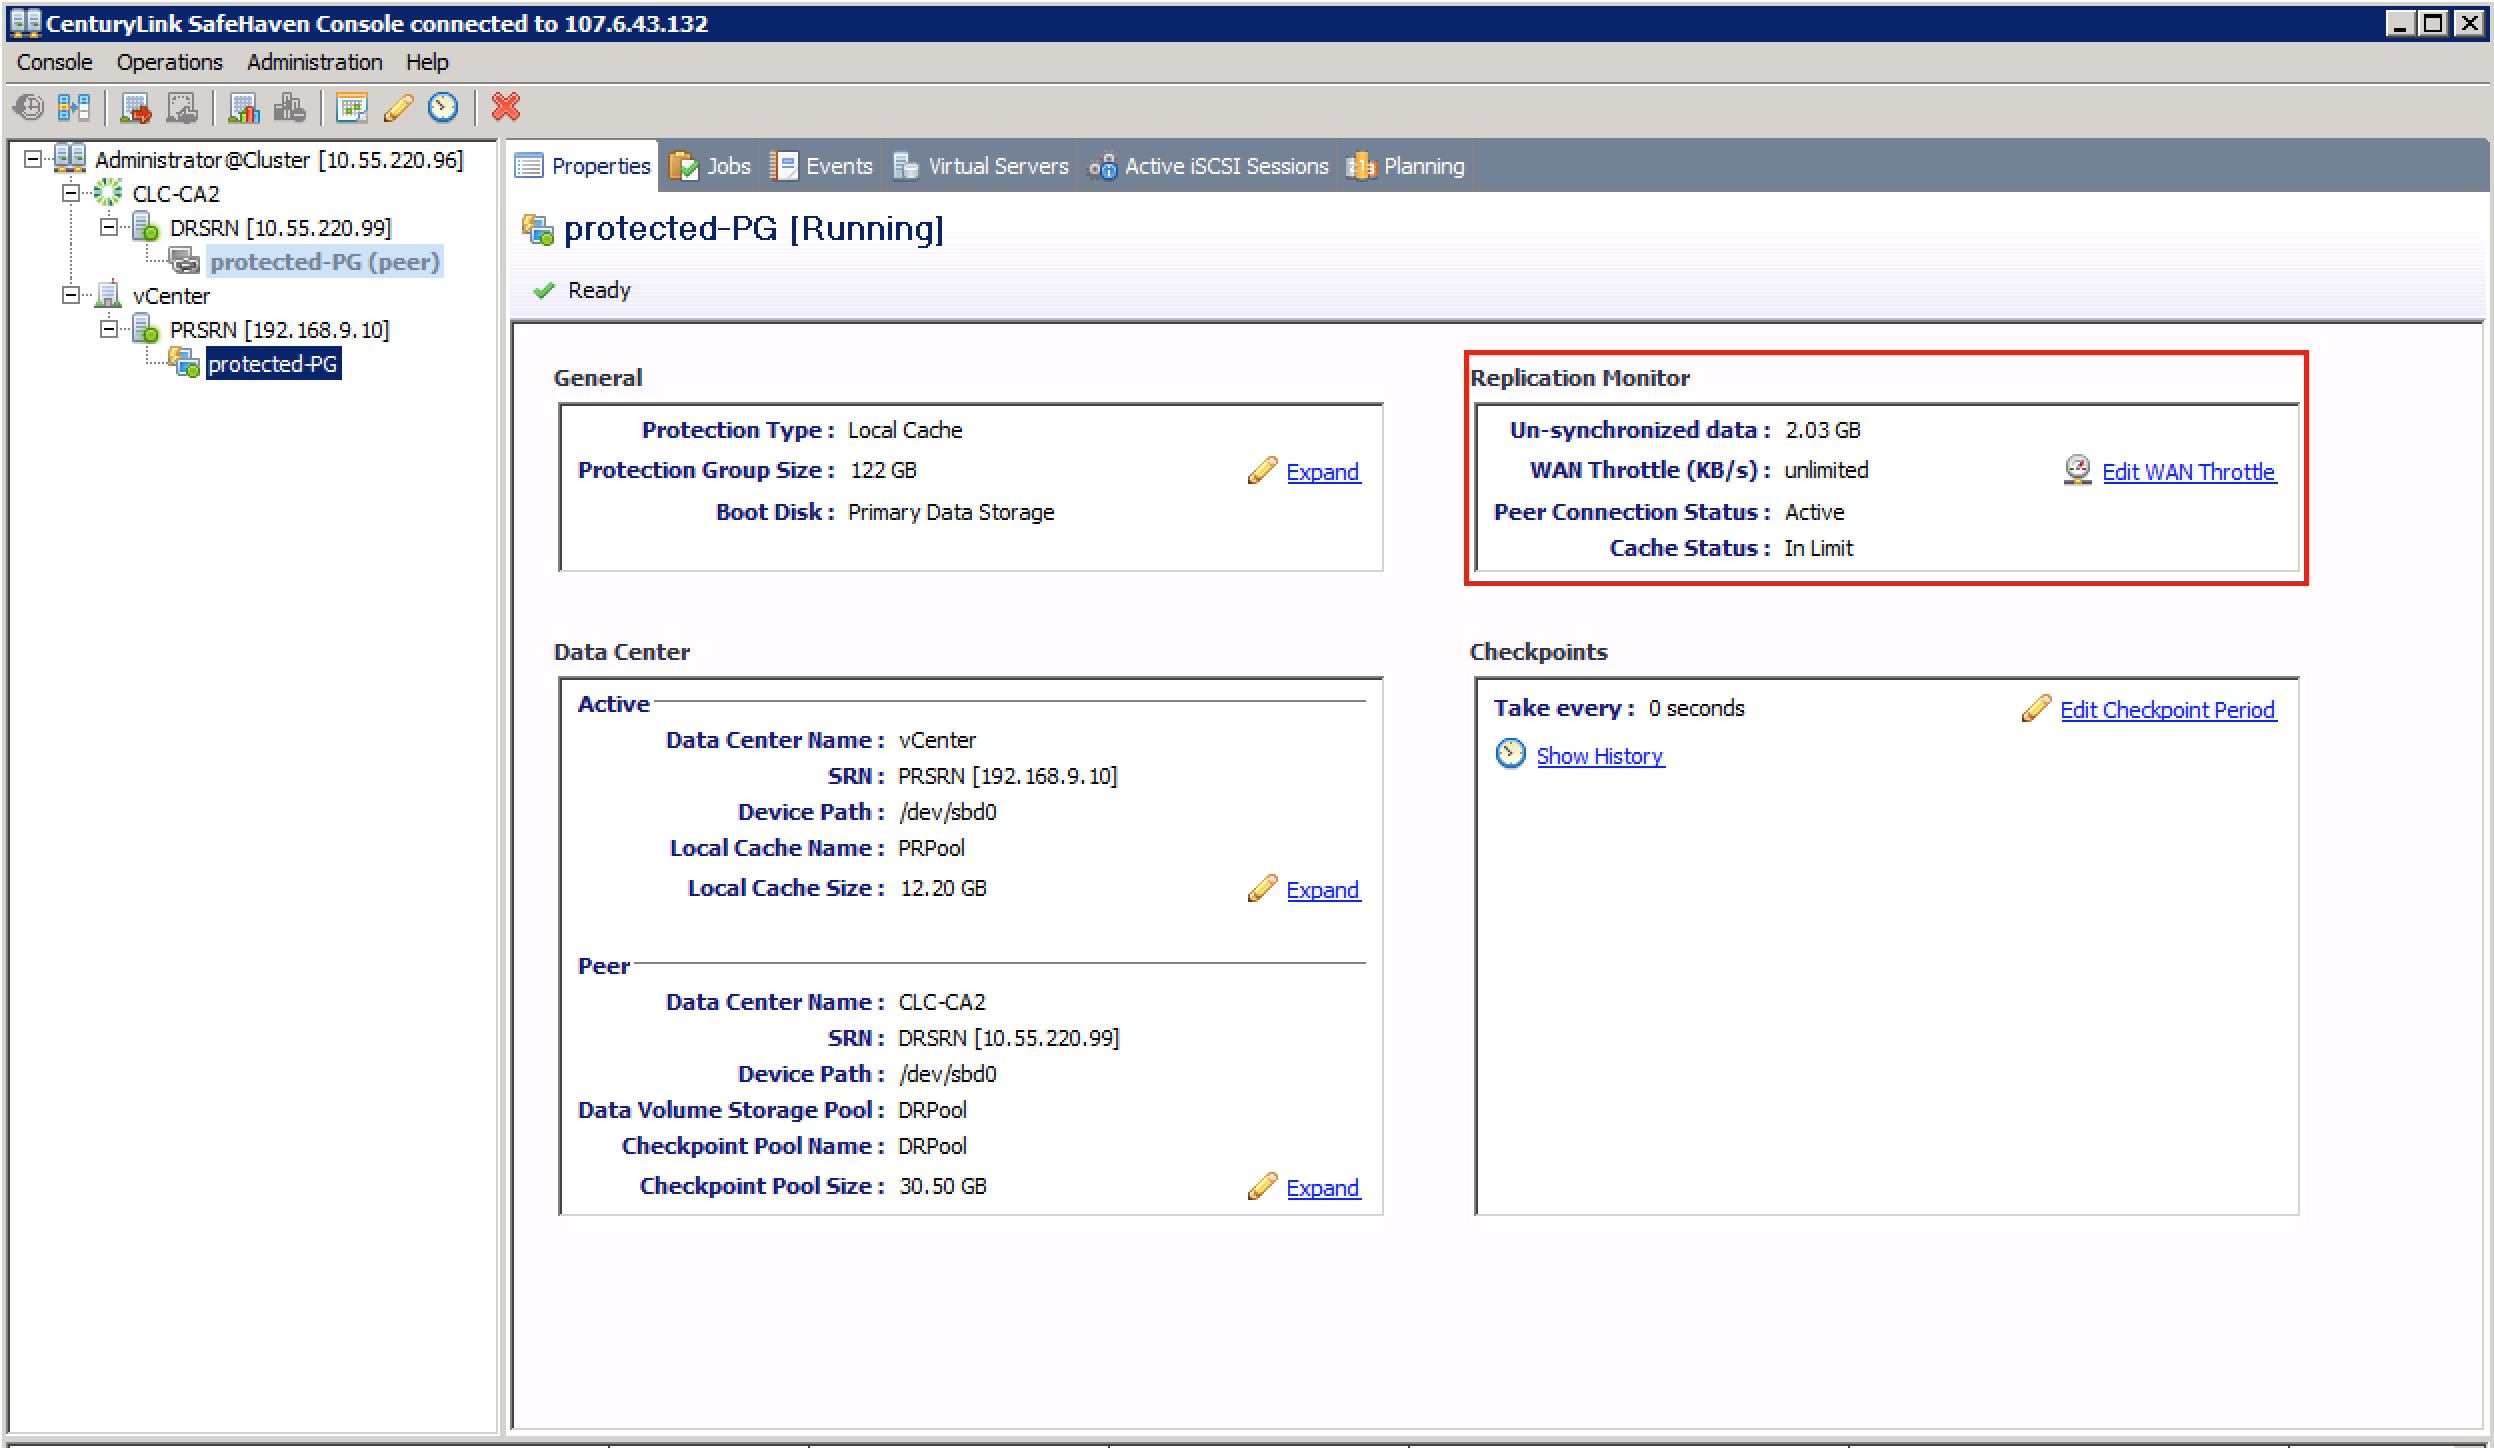 CenturyLink SafeHaven Console connected to 107.6.43.132
Console Operations Administration Help
Administrator@Cluster [10.55.220.96]
CLC-CA2
DRSRN [10.55.220.99]
protected-PG (peer)
vCenter
PRSRN [192.168.9.10]
protected-PG
Properties Jobs Events Virtual Servers Active iSCSI Sessions Planning
protected-PG [Running]
Ready
General
Protection Type : Local Cache
Protection Group Size : 122 GB Expand
Boot Disk : Primary Data Storage
Replication Monitor
Un-synchronized data : 2.03 GB
WAN Throttle (KB/s) : unlimited Edit WAN Throttle
Peer Connection Status : Active
Cache Status : In Limit
Data Center
Active
Data Center Name : vCenter
SRN : PRSRN [192.168.9.10]
Device Path : /dev/sbd0
Local Cache Name : PRPool
Local Cache Size : 12.20 GB Expand
Peer
Data Center Name : CLC-CA2
SRN : DRSRN [10.55.220.99]
Device Path : /dev/sbd0
Data Volume Storage Pool : DRPool
Checkpoint Pool Name : DRPool
Checkpoint Pool Size : 30.50 GB Expand
Checkpoints
Take every : 0 seconds Edit Checkpoint Period
Show History